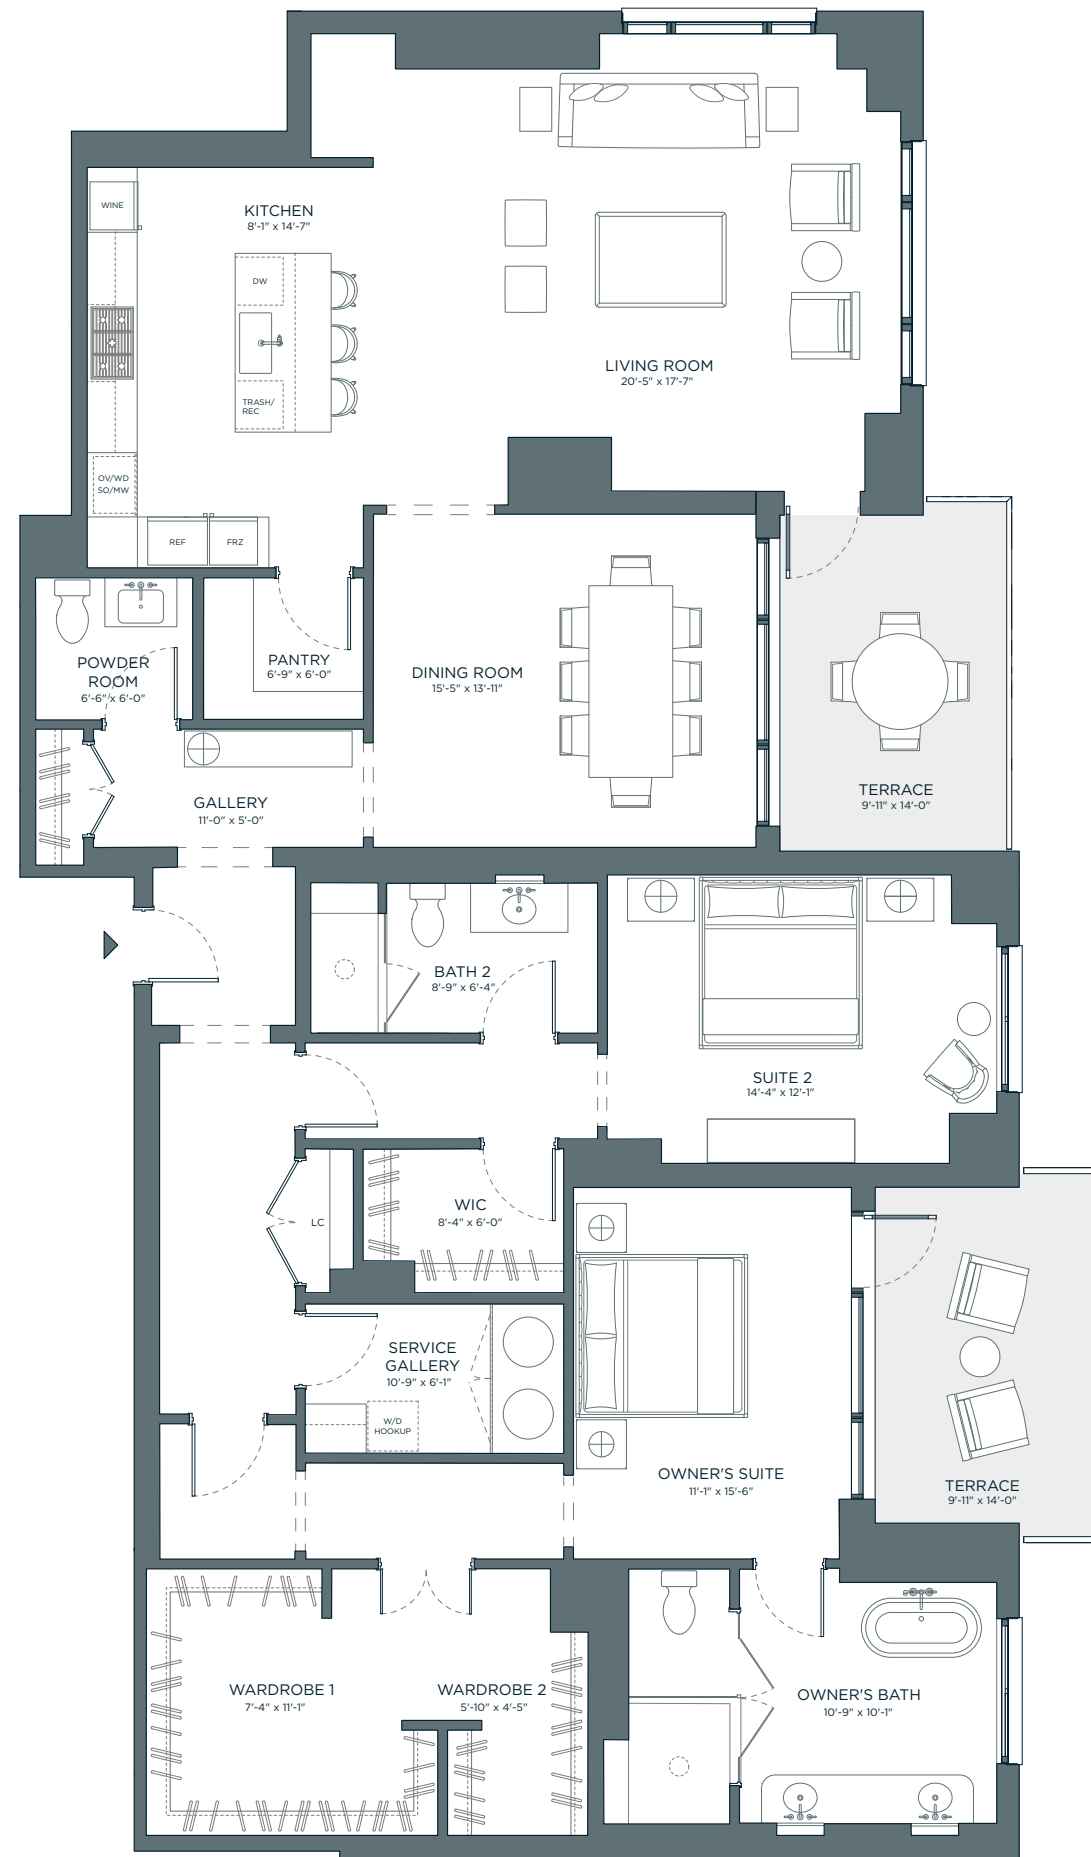 WINE
KITCHEN
8'-1" x 14'-7"
DW
TRASH/
REC
LIVING ROOM
20'-5" x 17'-7"
OV/WD
SO/MW
REF
FRZ
POWDER
ROOM
6'-6" x 6'-0"
PANTRY
6'-9" x 6'-0"
DINING ROOM
15'-5" x 13'-11"
TERRACE
9'-11" x 14'-0"
GALLERY
11'-0" x 5'-0"
BATH 2
8'-9" x 6'-4"
SUITE 2
14'-4" x 12'-1"
WIC
8'-4" x 6'-0"
LC
SERVICE
GALLERY
10'-9" x 6'-1"
W/D
HOOKUP
OWNER'S SUITE
11'-1" x 15'-6"
TERRACE
9'-11" x 14'-0"
WARDROBE 1
7'-4" x 11'-1"
WARDROBE 2
5'-10" x 4'-5"
OWNER'S BATH
10'-9" x 10'-1"